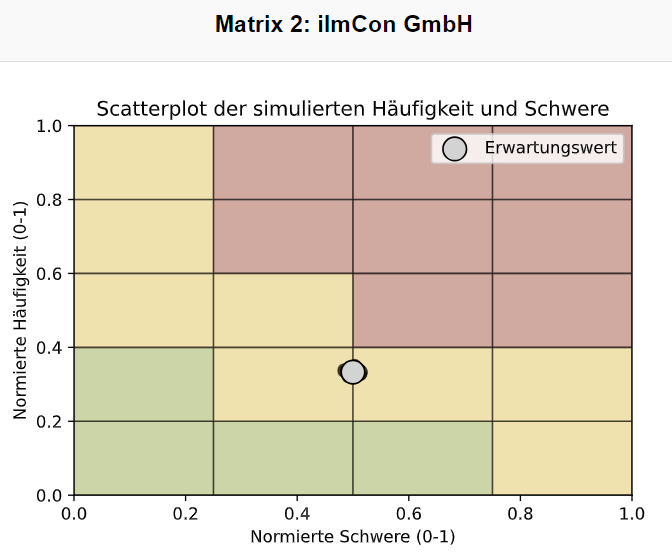 Matrix 2: ilmCon GmbH
Scatterplot der simulierten Häufigkeit und Schwere
Erwartungswert
Normierte Häufigkeit (0-1)
1.0
0.8
0.6
0.4
0.2
0.0
0.0 0.2 0.4 0.6 0.8 1.0
Normierte Schwere (0-1)